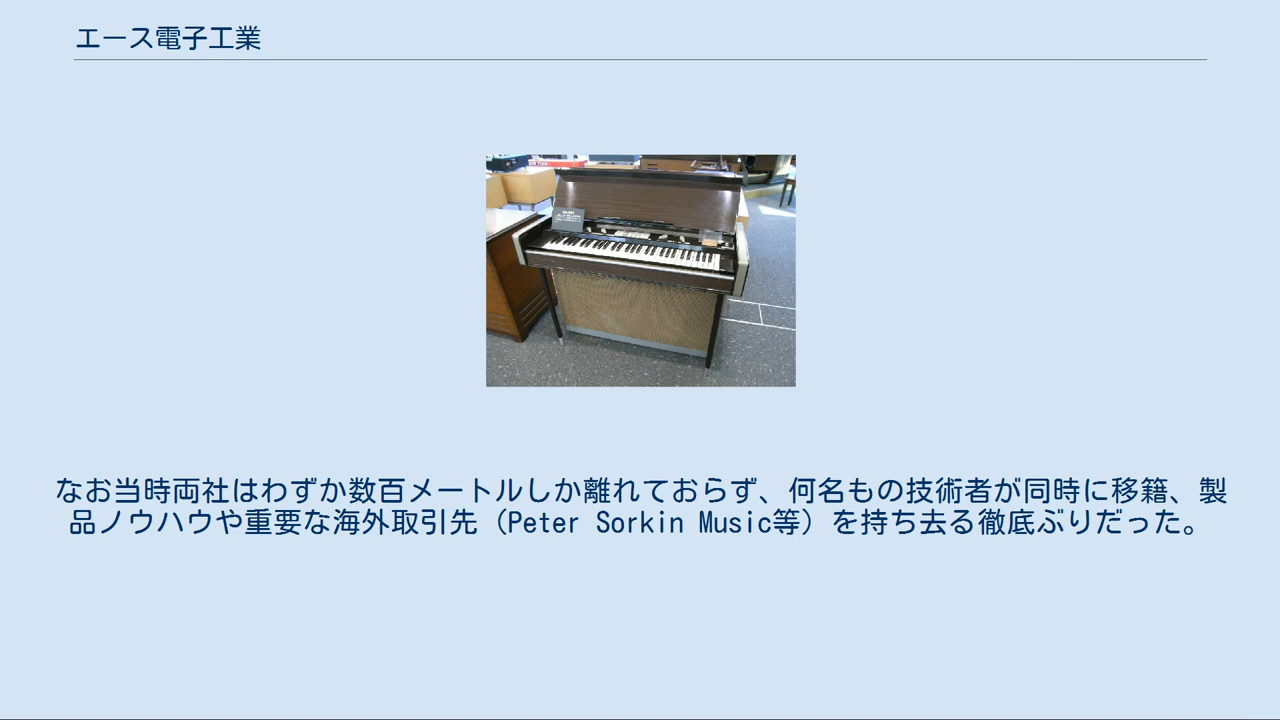 エース電子工業
なお当時両社はわずか数百メートルしか離れておらず、何名もの技術者が同時に移籍、製
品ノウハウや重要な海外取引先（Peter Sorkin Music等）を持ち去る徹底ぶりだった。